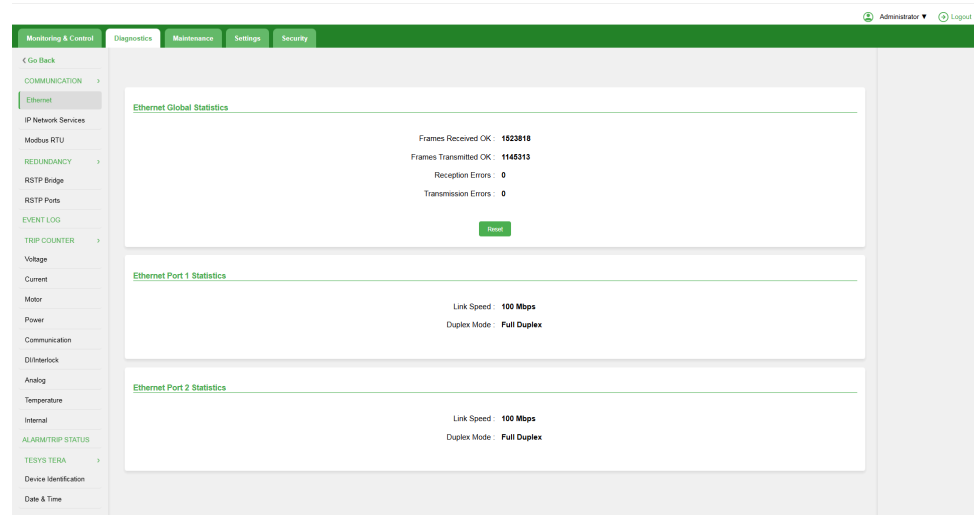 Administrator ▼ Logout
Monitoring & Control Diagnostics Maintenance Settings Security
Go Back
COMMUNICATION
Ethernet
IP Network Services
Modbus RTU
REDUNDANCY
RSTP Bridge
RSTP Ports
EVENT LOG
TRIP COUNTER
Voltage
Current
Motor
Power
Communication
DI/Interlock
Analog
Temperature
Internal
ALARM/TRIP STATUS
TESYS TERA
Device Identification
Date & Time
Ethernet Global Statistics
Frames Received OK : 1523818
Frames Transmitted OK : 1145313
Reception Errors : 0
Transmission Errors : 0
Reset
Ethernet Port 1 Statistics
Link Speed : 100 Mbps
Duplex Mode : Full Duplex
Ethernet Port 2 Statistics
Link Speed : 100 Mbps
Duplex Mode : Full Duplex